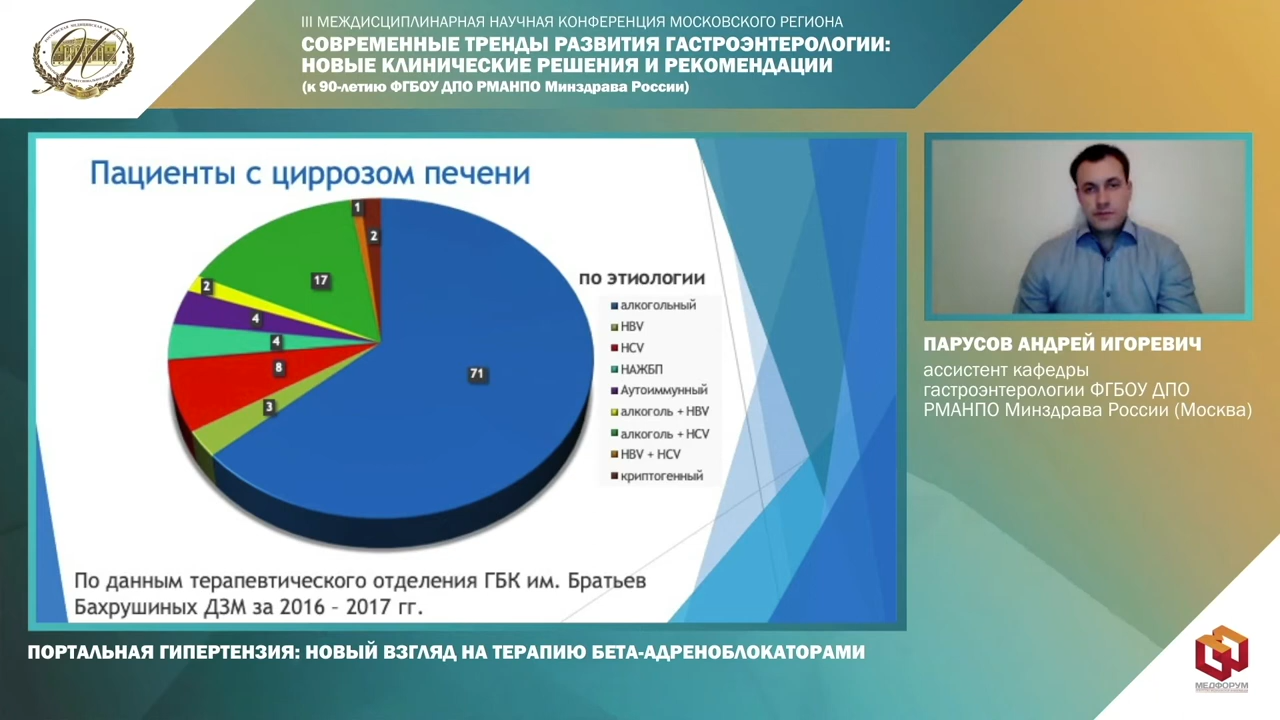 III МЕЖДИСЦИПЛИНАРНАЯ НАУЧНАЯ КОНФЕРЕНЦИЯ МОСКОВСКОГО РЕГИОНА
СОВРЕМЕННЫЕ ТРЕНДЫ РАЗВИТИЯ ГАСТРОЭНТЕРОЛОГИИ:
НОВЫЕ КЛИНИЧЕСКИЕ РЕШЕНИЯ И РЕКОМЕНДАЦИИ
(к 90-летию ФГБОУ ДПО РМАНПО Минздрава России)
Пациенты с циррозом печени
1
2
17
2
4
4
8
3
71
ПО ЭТИОЛОГИИ
алкогольный
HBV
HCV
НАЖБП
Аутоиммунный
алкоголь + HBV
алкоголь + HCV
HBV + HCV
криптогенный
По данным терапевтического отделения ГБК им. Братьев
Бахрушиных ДЗМ за 2016 – 2017 гг.
ПАРУСОВ АНДРЕЙ ИГОРЕВИЧ
ассистент кафедры
гастроэнтерологии ФГБОУ ДПО
РМАНПО Минздрава России (Москва)
ПОРТАЛЬНАЯ ГИПЕРТЕНЗИЯ: НОВЫЙ ВЗГЛЯД НА ТЕРАПИЮ БЕТА-АДРЕНОБЛОКАТОРАМИ
МЕДФОРУМ